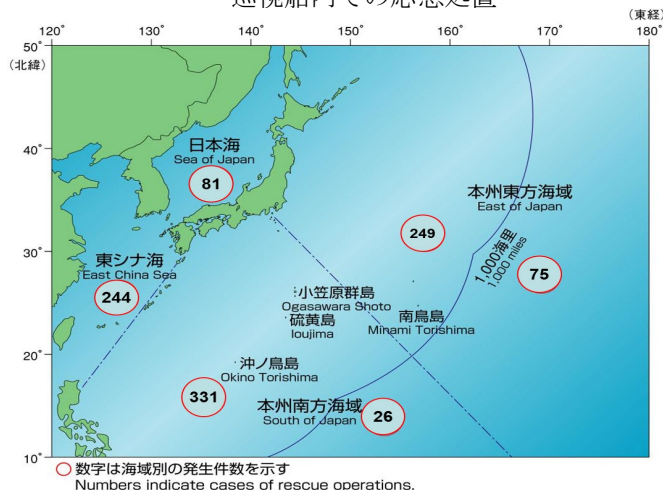 巡視船内での応急処置
(東経)
120° 130° 140° 150° 160° 170° 180°
50°
(北緯)
40°
30°
20°
10°
日本海
Sea of Japan
81
本州東方海域
East of Japan
249
1,000海里
1,000 miles
75
東シナ海
East China Sea
244
小笠原群島
Ogasawara Shoto
硫黄島
Ioujima
南鳥島
Minami Torishima
沖ノ鳥島
Okino Torishima
331
本州南方海域
South of Japan
26
数字は海域別の発生件数を示す
Numbers indicate cases of rescue operations.